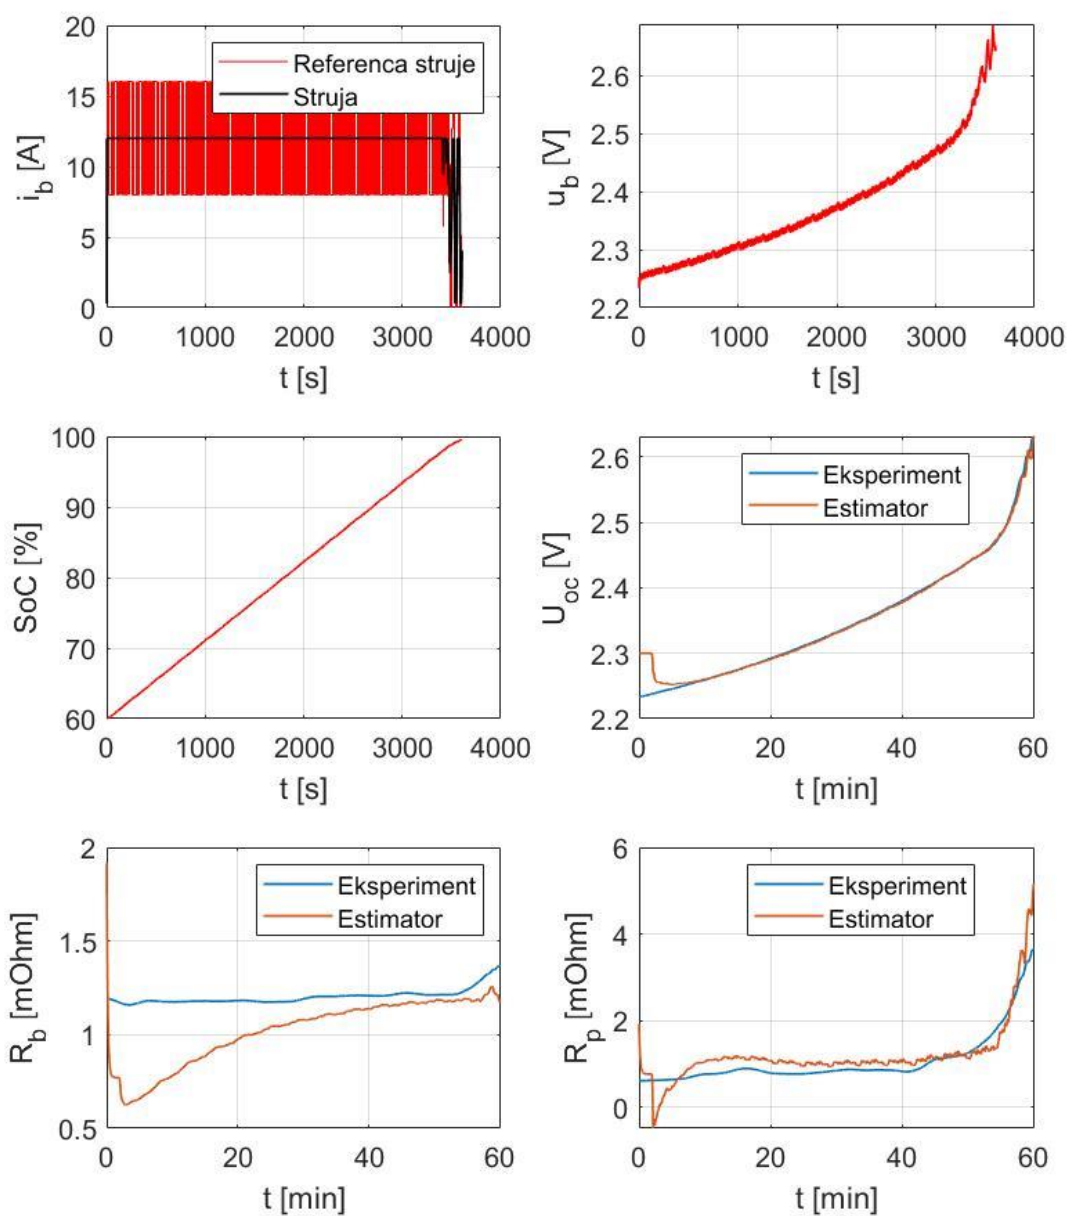 20
15
10
5
0
i_b [A]
Referenca struje
Struja
0 1000 2000 3000 4000
t [s]
2.6
2.5
2.4
2.3
2.2
u_b [V]
0 1000 2000 3000 4000
t [s]
100
90
80
70
60
SoC [%]
0 1000 2000 3000 4000
t [s]
2.6
2.5
2.4
2.3
2.2
U_oc [V]
Eksperiment
Estimator
0 20 40 60
t [min]
2
1.5
1
0.5
R_b [mOhm]
Eksperiment
Estimator
0 20 40 60
t [min]
6
4
2
0
R_p [mOhm]
Eksperiment
Estimator
0 20 40 60
t [min]